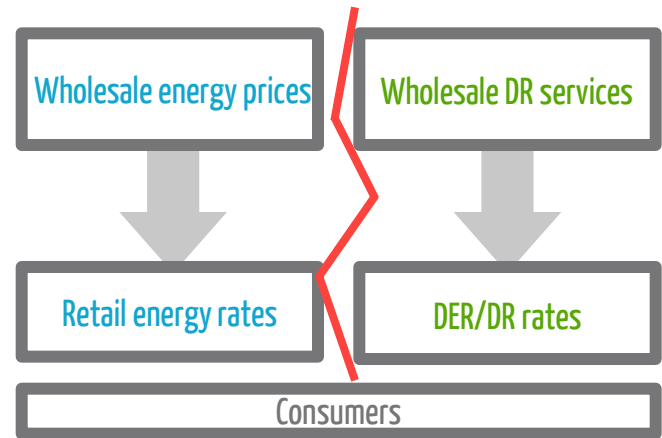 Wholesale energy prices
Wholesale DR services
Retail energy rates
DER/DR rates
Consumers